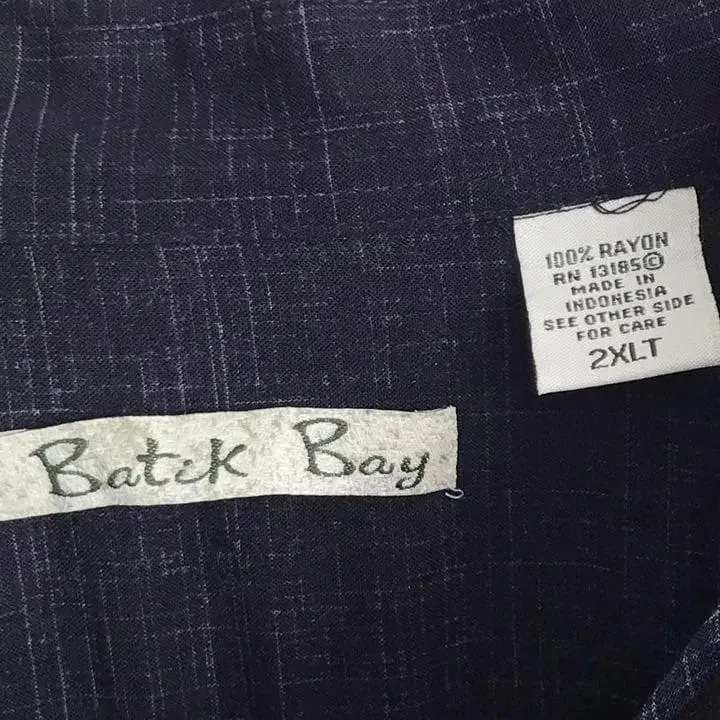 100% RAYON
RN 13185©
MADE IN
INDONESIA
SEE OTHER SIDE
FOR CARE
2XLT
Batik Bay